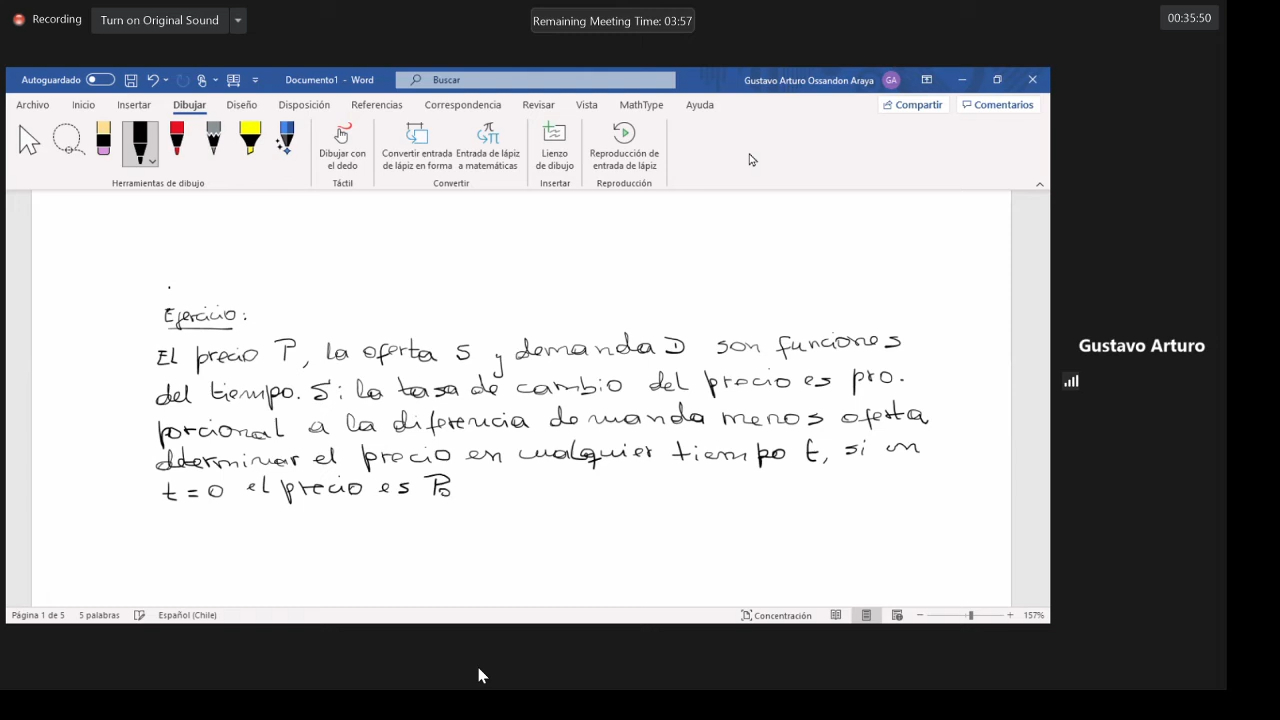 Recording
Turn on Original Sound
Remaining Meeting Time: 03:57
00:35:50
Autoguardado
Documento1 - Word
Buscar
Gustavo Arturo Ossandon Araya
GA
Archivo Inicio Insertar Dibujar Diseño Disposición Referencias Correspondencia Revisar Vista MathType Ayuda
Compartir
Comentarios
Dibujar con el dedo
Convertir entrada de lápiz en forma
Entrada de lápiz a matemáticas
Lienzo de dibujo
Reproducción de entrada de lápiz
Herramientas de dibujo
Táctil
Convertir
Insertar
Reproducción
Ejercicio:
El precio P, la oferta S y demanda D son funciones
del tiempo. Si la tasa de cambio del precio es pro.
porcional a la diferencia demanda menos oferta
determinar el precio en cualquier tiempo t, si en
t = 0 el precio es P₀
Gustavo Arturo
Página 1 de 5
5 palabras
Español (Chile)
Concentración
157%